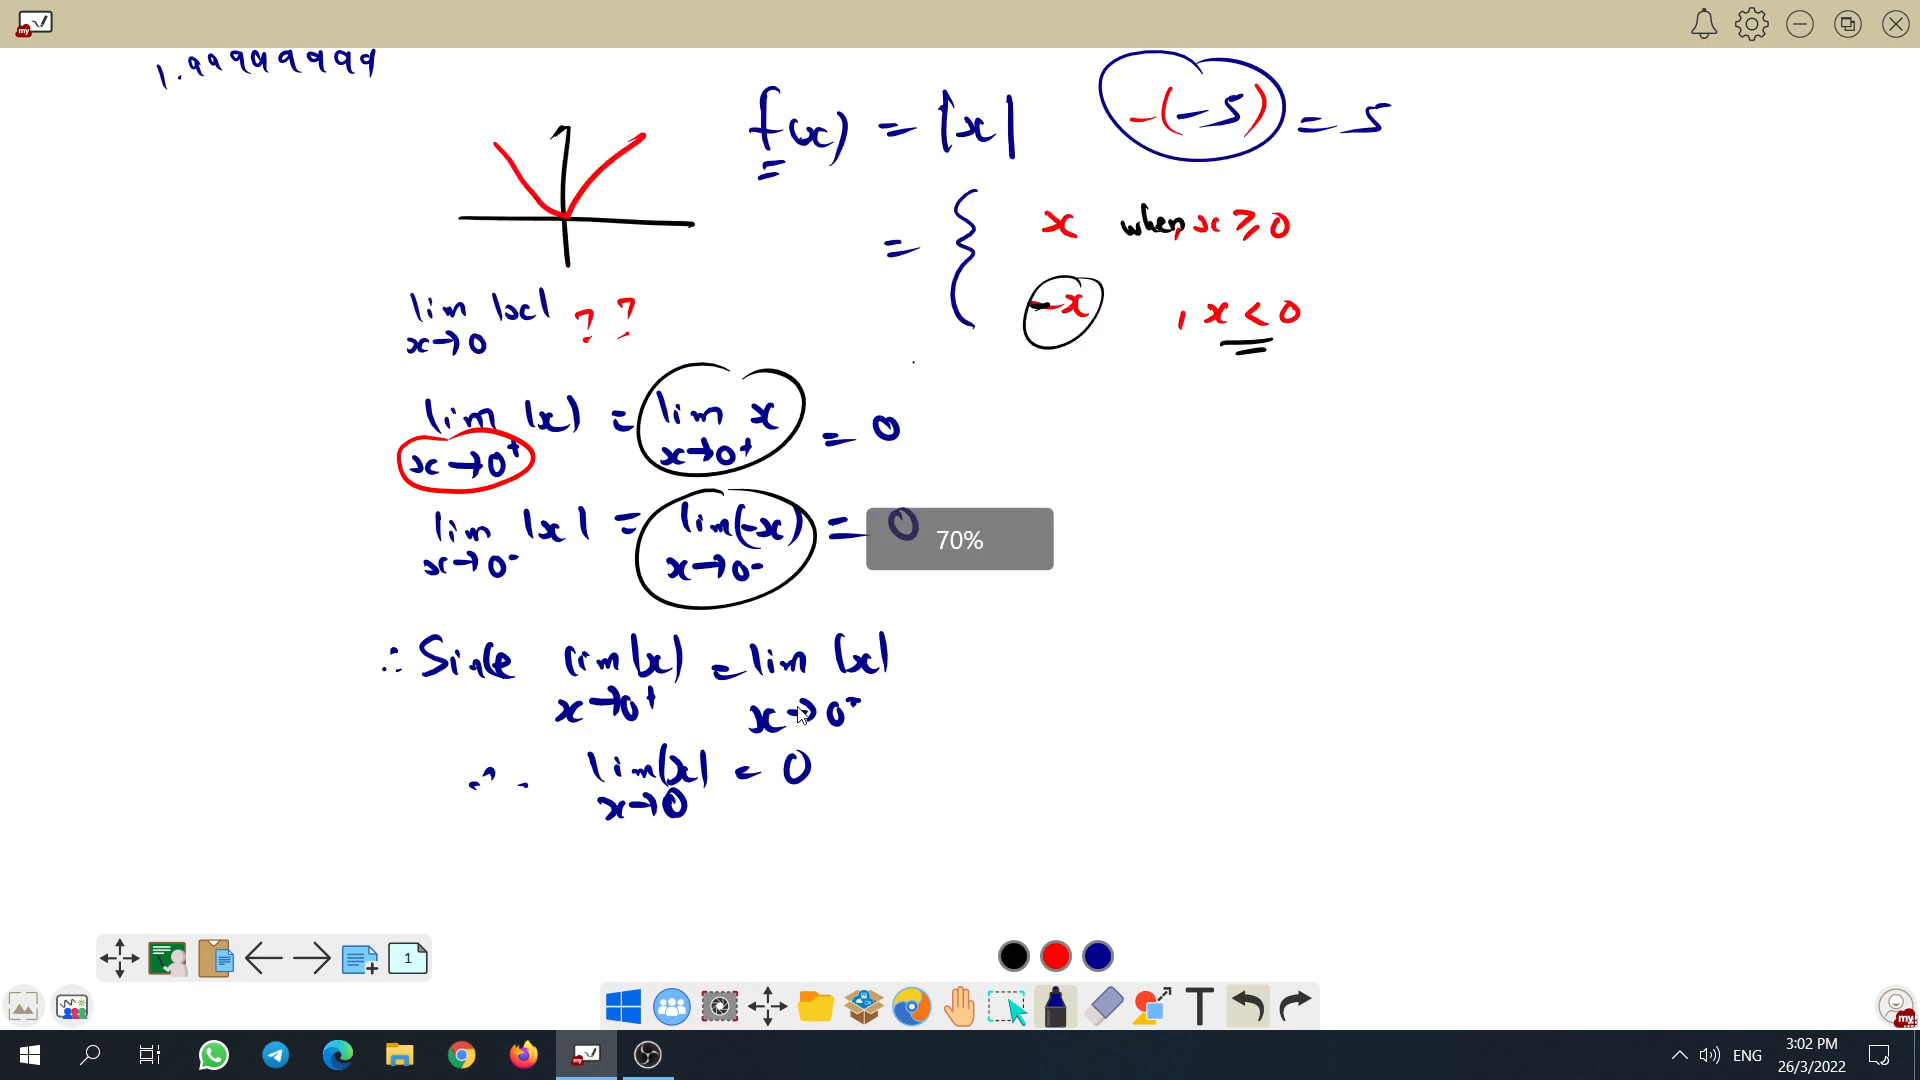 1.99999999
f(x) = |x|
-(-5) = 5
= { x when, x ≥ 0
-x , x < 0
lim |x| ? ?
x→0
lim |x| = lim x = 0
x→0⁺ x→0⁺
lim |x| = lim(-x) = 0
x→0⁻ x→0⁻
70%
∴ Since lim |x| = lim |x|
x→0⁺ x→0⁻
∴ lim |x| = 0
x→0
1
T
my
ENG
3:02 PM
26/3/2022